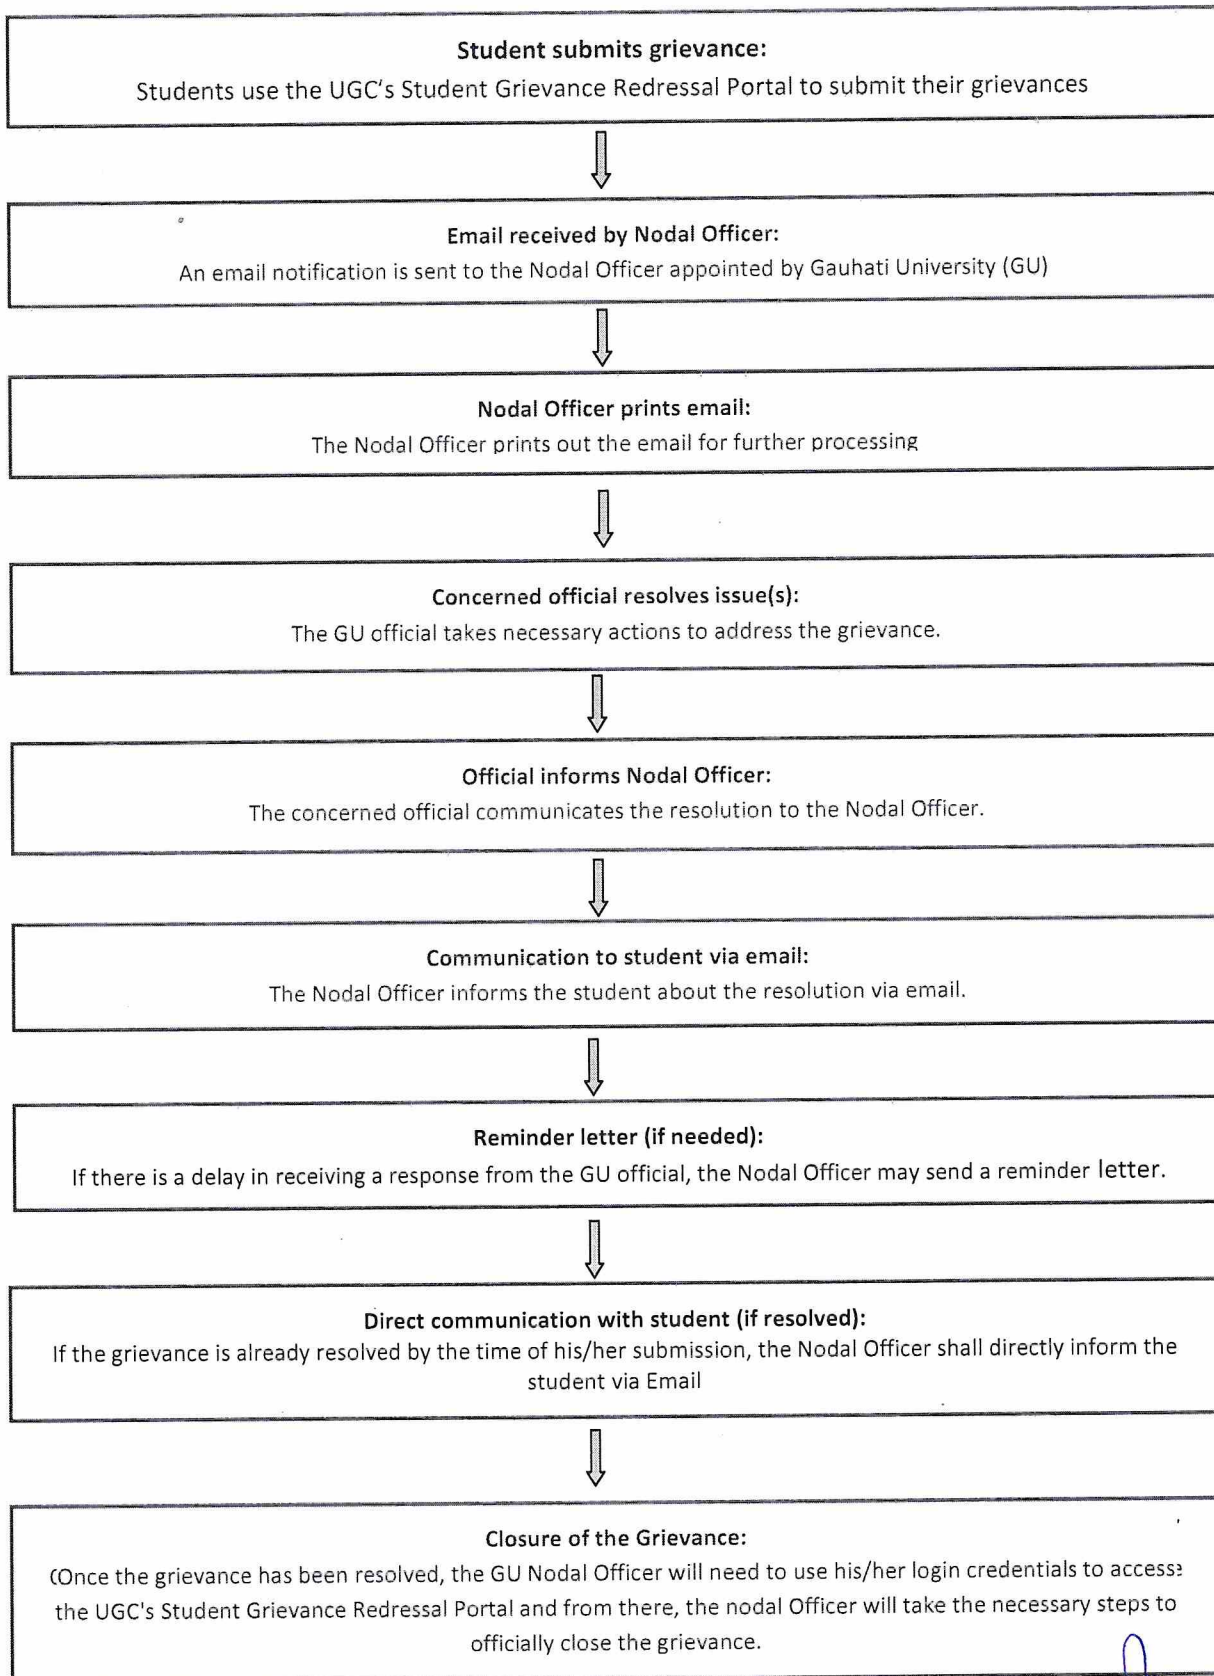 Student submits grievance:
Students use the UGC's Student Grievance Redressal Portal to submit their grievances
Email received by Nodal Officer:
An email notification is sent to the Nodal Officer appointed by Gauhati University (GU)
Nodal Officer prints email:
The Nodal Officer prints out the email for further processing
Concerned official resolves issue(s):
The GU official takes necessary actions to address the grievance.
Official informs Nodal Officer:
The concerned official communicates the resolution to the Nodal Officer.
Communication to student via email:
The Nodal Officer informs the student about the resolution via email.
Reminder letter (if needed):
If there is a delay in receiving a response from the GU official, the Nodal Officer may send a reminder letter.
Direct communication with student (if resolved):
If the grievance is already resolved by the time of his/her submission, the Nodal Officer shall directly inform the
student via Email
Closure of the Grievance:
(Once the grievance has been resolved, the GU Nodal Officer will need to use his/her login credentials to access
the UGC's Student Grievance Redressal Portal and from there, the nodal Officer will take the necessary steps to
officially close the grievance.